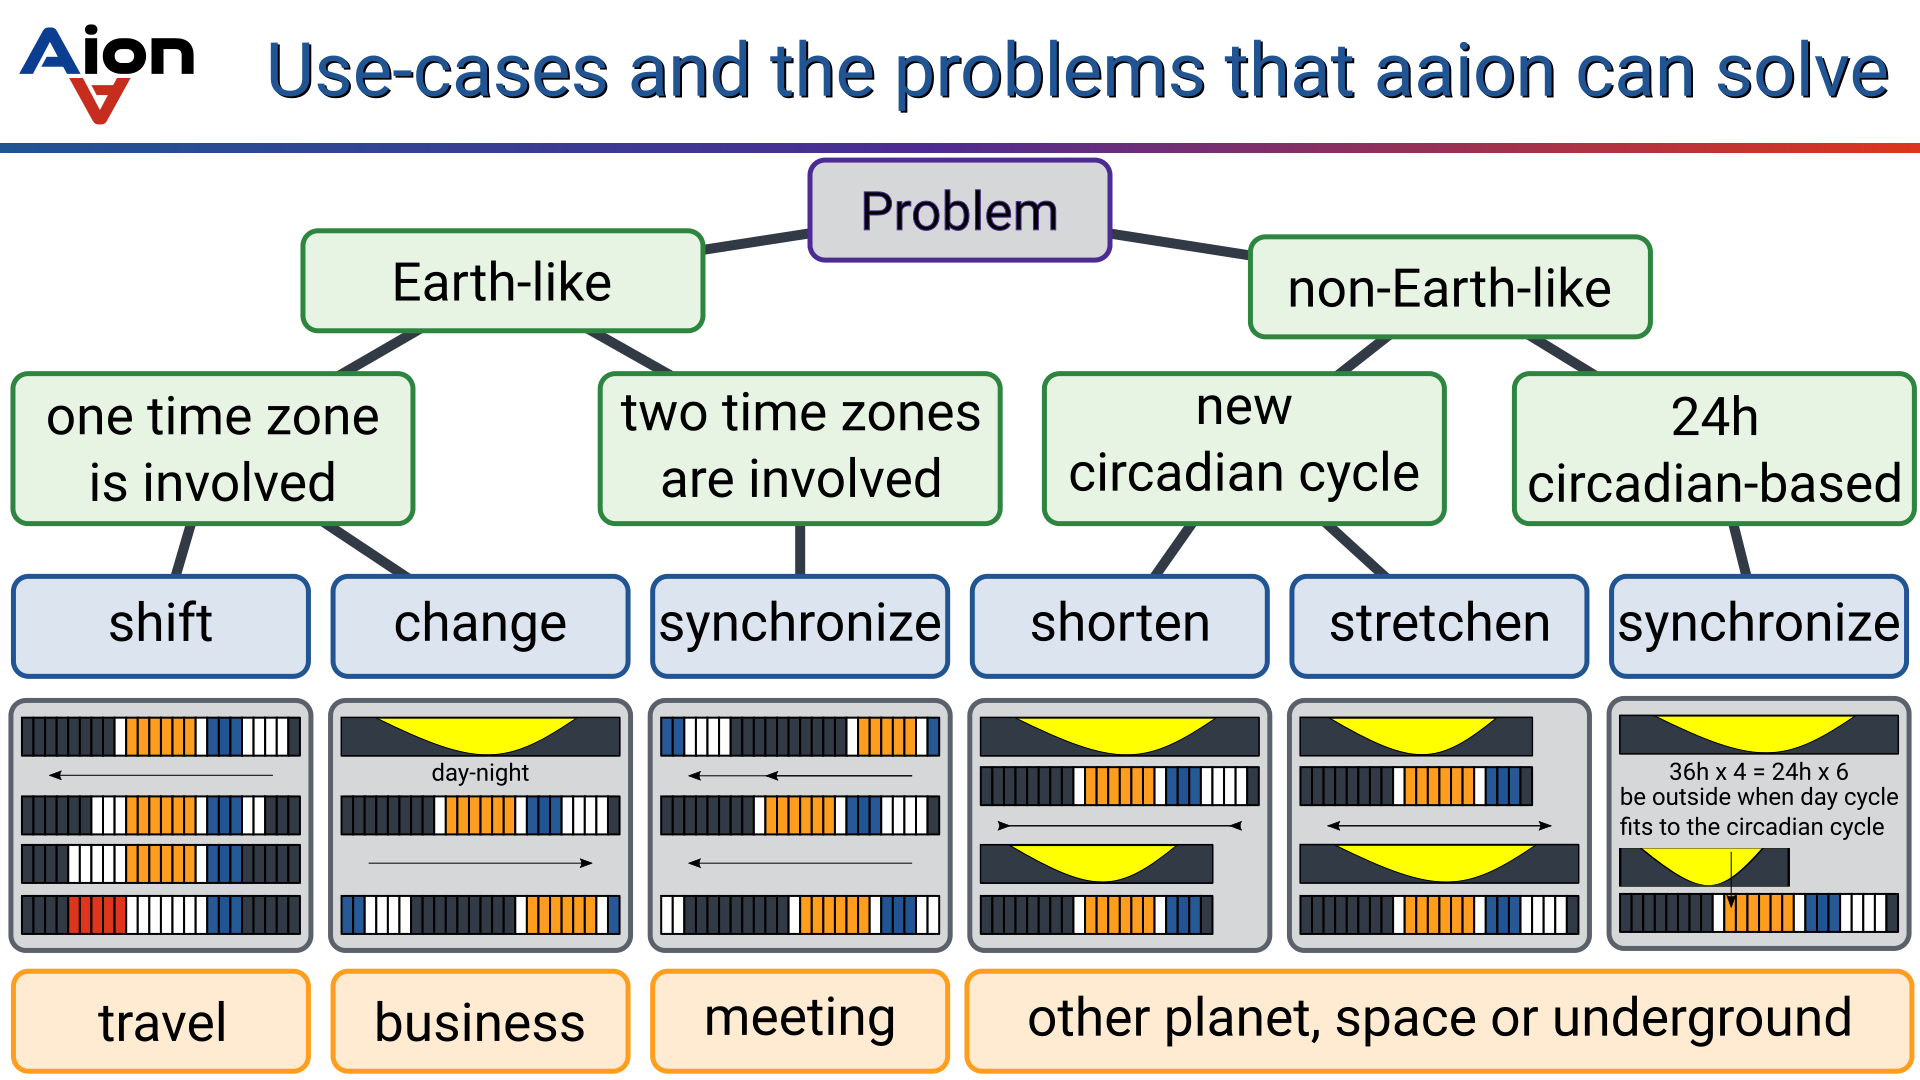 Aion
A
Use-cases and the problems that aaion can solve
Problem
Earth-like
non-Earth-like
one time zone
is involved
two time zones
are involved
new
circadian cycle
24h
circadian-based
shift
change
synchronize
shorten
stretchen
synchronize
day-night
36h x 4 = 24h x 6
be outside when day cycle
fits to the circadian cycle
travel
business
meeting
other planet, space or underground